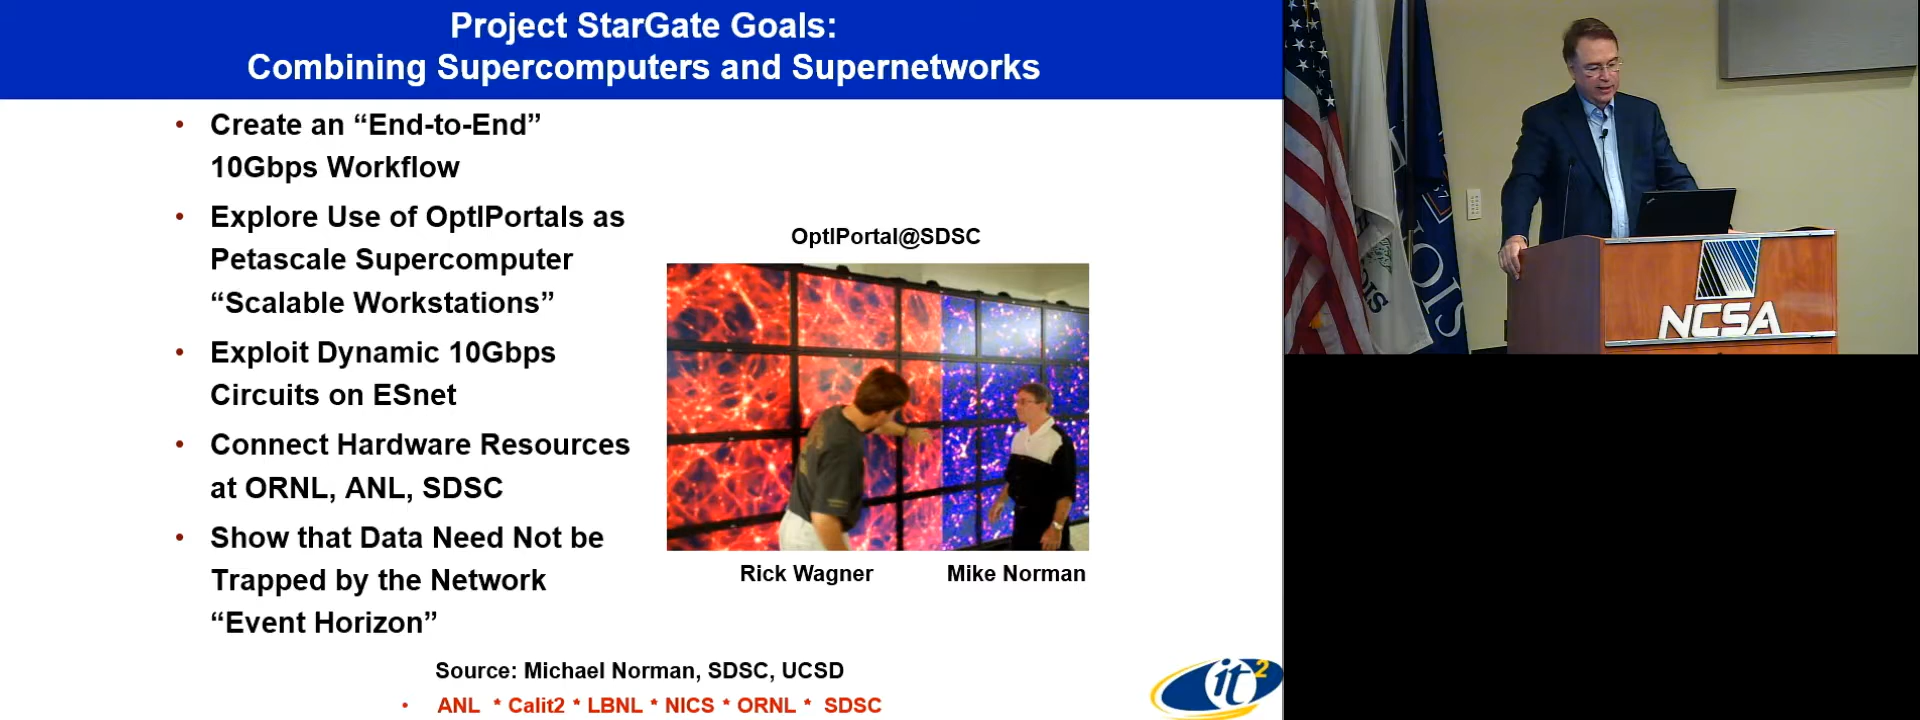 Project StarGate Goals:
Combining Supercomputers and Supernetworks
• Create an “End-to-End”
10Gbps Workflow
• Explore Use of OptIPortals as
Petascale Supercomputer
“Scalable Workstations”
• Exploit Dynamic 10Gbps
Circuits on ESnet
• Connect Hardware Resources
at ORNL, ANL, SDSC
• Show that Data Need Not be
Trapped by the Network
“Event Horizon”
OptIPortal@SDSC
Rick Wagner Mike Norman
Source: Michael Norman, SDSC, UCSD
• ANL * Calit2 * LBNL * NICS * ORNL * SDSC
it2
NCSA